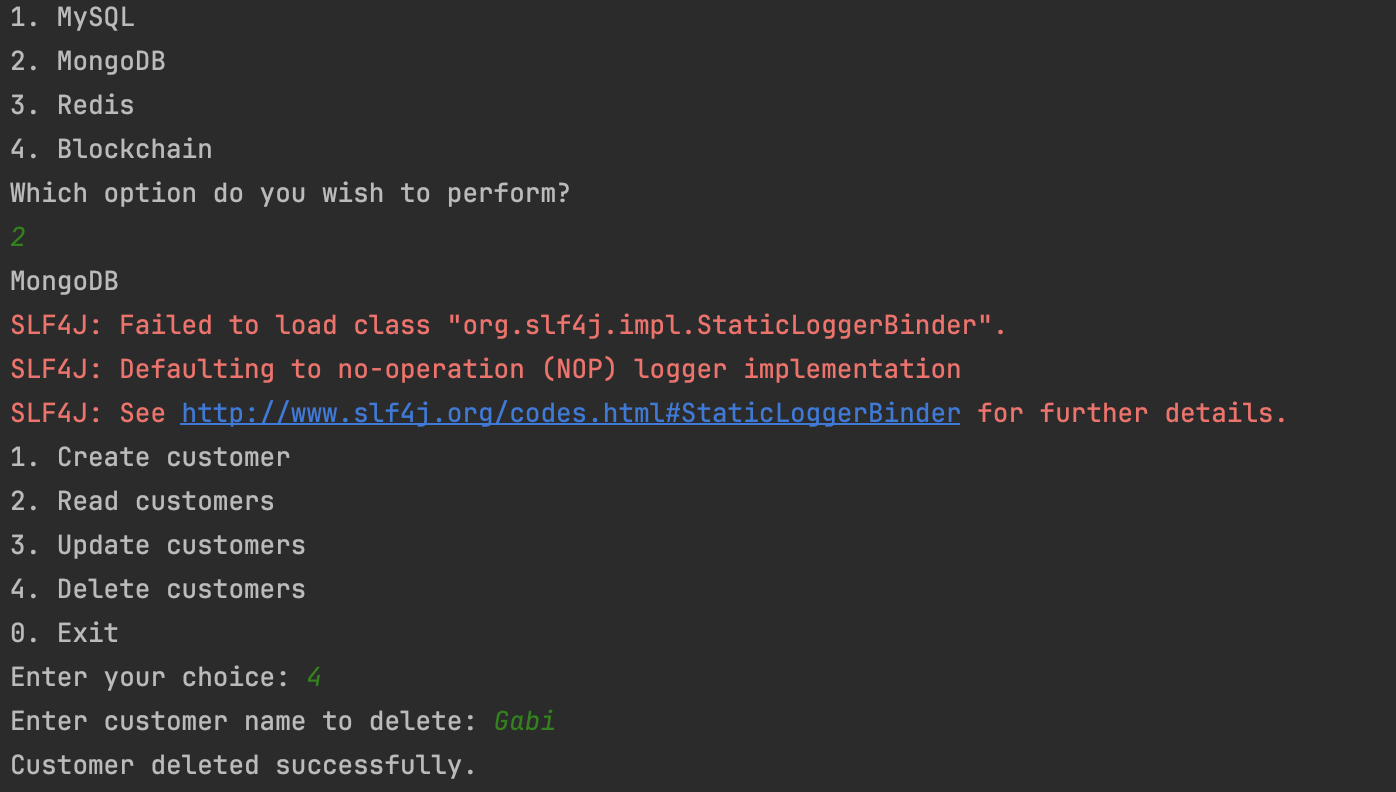 1. MySQL
2. MongoDB
3. Redis
4. Blockchain
Which option do you wish to perform?
2
MongoDB
SLF4J: Failed to load class "org.slf4j.impl.StaticLoggerBinder".
SLF4J: Defaulting to no-operation (NOP) logger implementation
SLF4J: See http://www.slf4j.org/codes.html#StaticLoggerBinder for further details.
1. Create customer
2. Read customers
3. Update customers
4. Delete customers
0. Exit
Enter your choice: 4
Enter customer name to delete: Gabi
Customer deleted successfully.